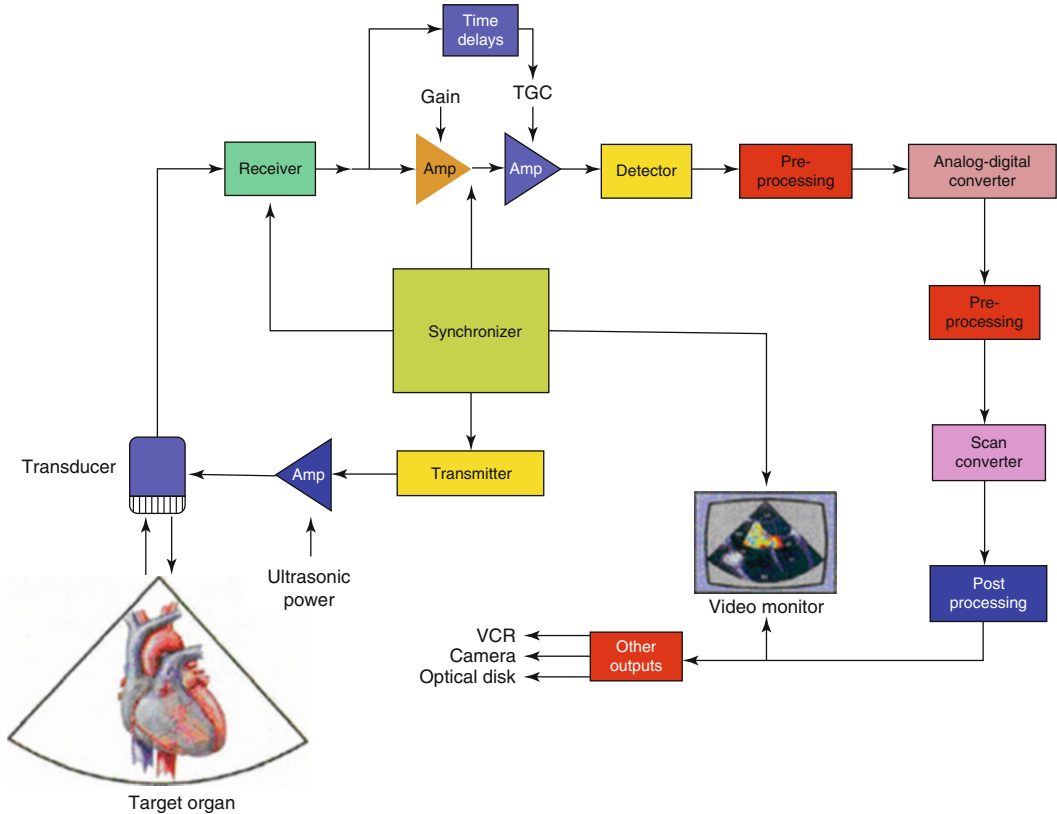 Time
delays
Gain
TGC
Receiver
Amp
Amp
Detector
Pre-
processing
Analog-digital
converter
Synchronizer
Pre-
processing
Transducer
Amp
Transmitter
Scan
converter
Ultrasonic
power
Video monitor
Post
processing
VCR
Camera
Optical disk
Other
outputs
Target organ